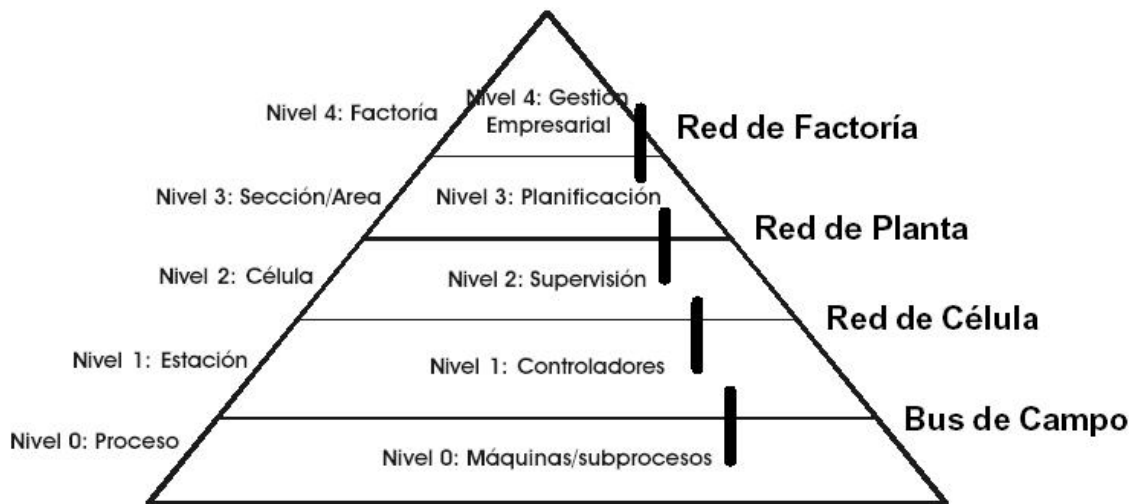 Nivel 4: Factoría
Nivel 4: Gestión
Empresarial
Red de Factoría
Nivel 3: Sección/Area
Nivel 3: Planificación
Red de Planta
Nivel 2: Célula
Nivel 2: Supervisión
Red de Célula
Nivel 1: Estación
Nivel 1: Controladores
Bus de Campo
Nivel 0: Proceso
Nivel 0: Máquinas/subprocesos